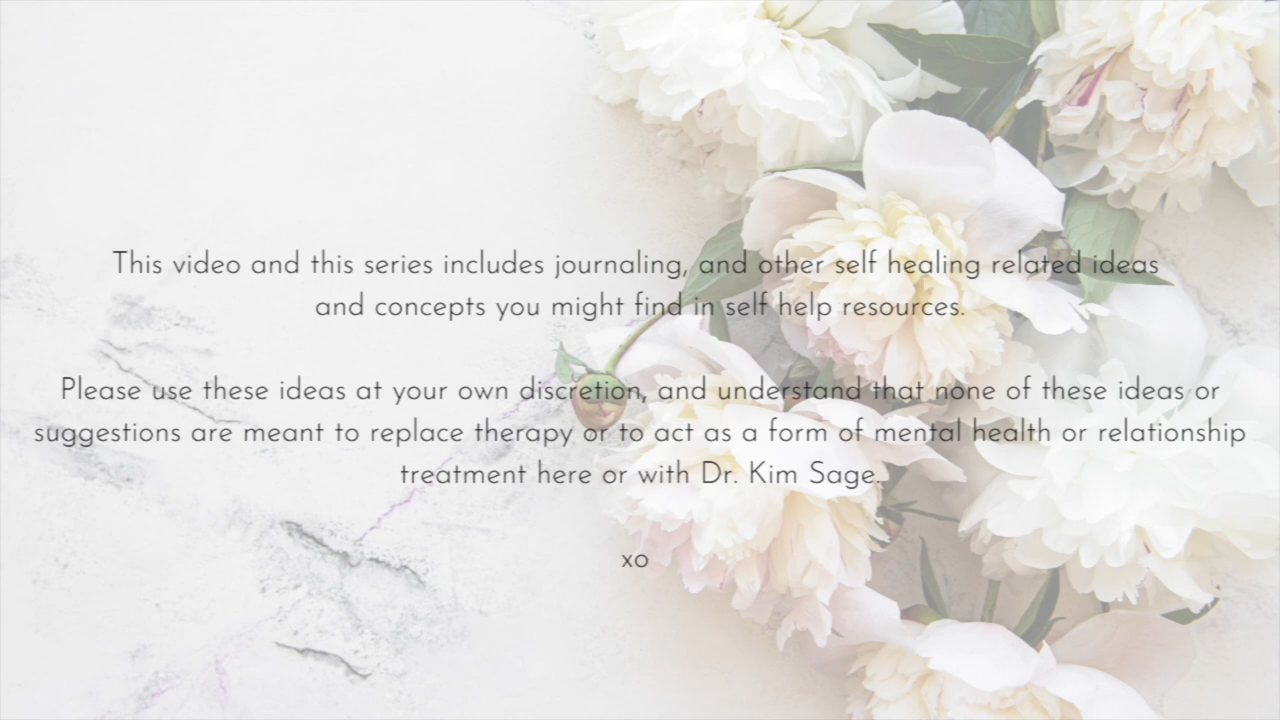 This video and this series includes journaling, and other self healing related ideas
and concepts you might find in self help resources.
Please use these ideas at your own discretion, and understand that none of these ideas or
suggestions are meant to replace therapy or to act as a form of mental health or relationship
treatment here or with Dr. Kim Sage.
xo